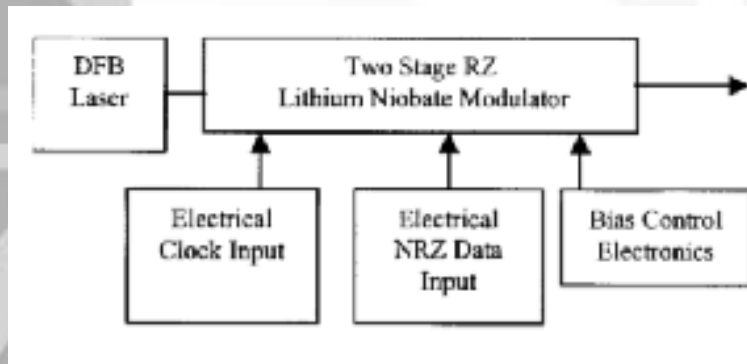 DFB
Laser
Two Stage RZ
Lithium Niobate Modulator
Electrical
Clock Input
Electrical
NRZ Data
Input
Bias Control
Electronics